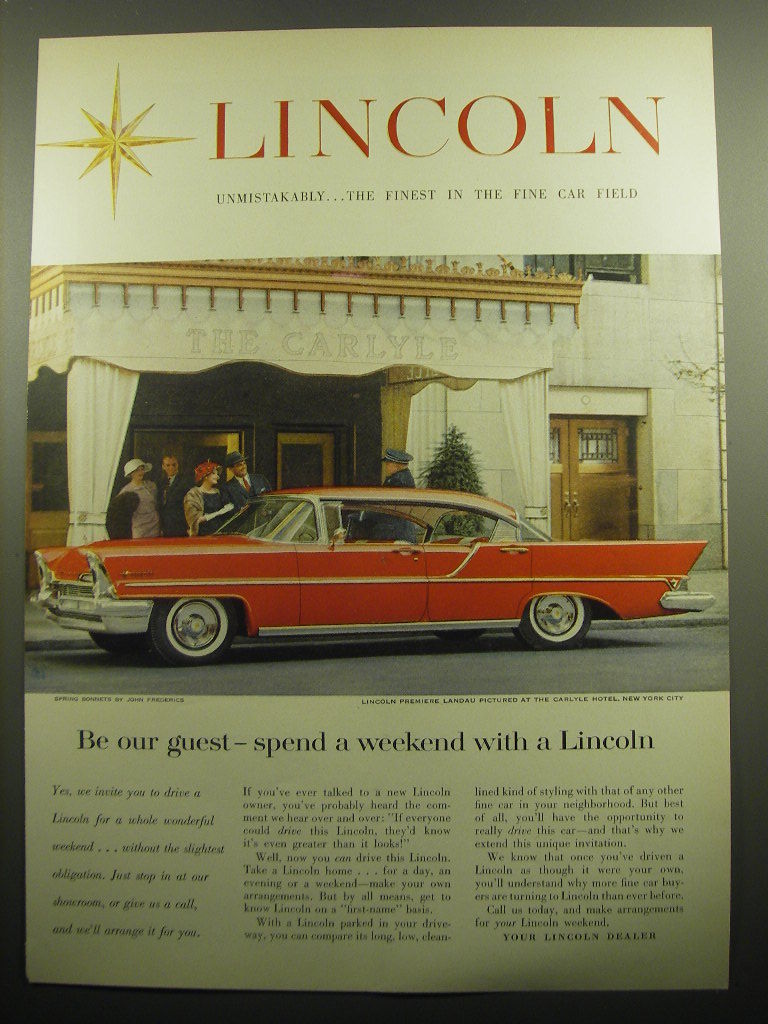 LINCOLN
UNMISTAKABLY...THE FINEST IN THE FINE CAR FIELD
THE CARLYLE
SPRING BONNETS BY JOHN FREDERICS
LINCOLN PREMIERE LANDAU PICTURED AT THE CARLYLE HOTEL, NEW YORK CITY
Be our guest – spend a weekend with a Lincoln
Yes, we invite you to drive a
Lincoln for a whole wonderful
weekend . . . without the slightest
obligation. Just stop in at our
showroom, or give us a call,
and we'll arrange it for you.
If you've ever talked to a new Lincoln
owner, you've probably heard the com-
ment we hear over and over: "If everyone
could drive this Lincoln, they'd know
it's even greater than it looks!"
Well, now you can drive this Lincoln.
Take a Lincoln home . . . for a day, an
evening or a weekend—make your own
arrangements. But by all means, get to
know Lincoln on a "first-name" basis.
With a Lincoln parked in your drive-
way, you can compare its long, low, clean-
lined kind of styling with that of any other
fine car in your neighborhood. But best
of all, you'll have the opportunity to
really drive this car—and that's why we
extend this unique invitation.
We know that once you've driven a
Lincoln as though it were your own,
you'll understand why more fine car buy-
ers are turning to Lincoln than ever before.
Call us today, and make arrangements
for your Lincoln weekend.
YOUR LINCOLN DEALER